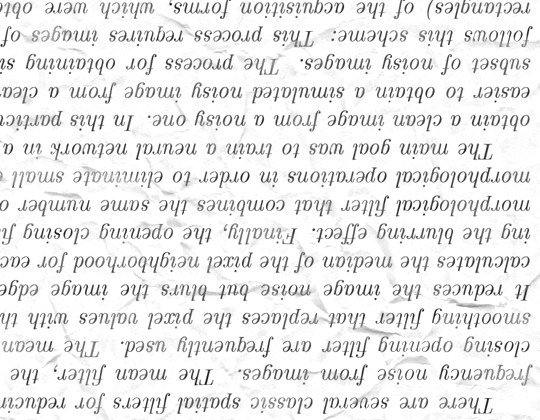 There are several classic spatial filters for reducin
frequency noise from images. The mean filter, the
closing opening filter are frequently used. The mean
smoothing filter that replaces the pixel values with th
It reduces the image noise but blurs the image edge
calculates the median of the pixel neighborhood for eac
ing the blurring effect. Finally, the opening closing fi
morphological filter that combines the same number o
morphological operations in order to eliminate small
The main goal was to train a neural network in a
obtain a clean image from a noisy one. In this particu
easier to obtain a simulated noisy image from a clea
subset of noisy images. The process for obtaining si
follows this scheme: This process requires images of
rectangles) of the acquisition forms, which were obt